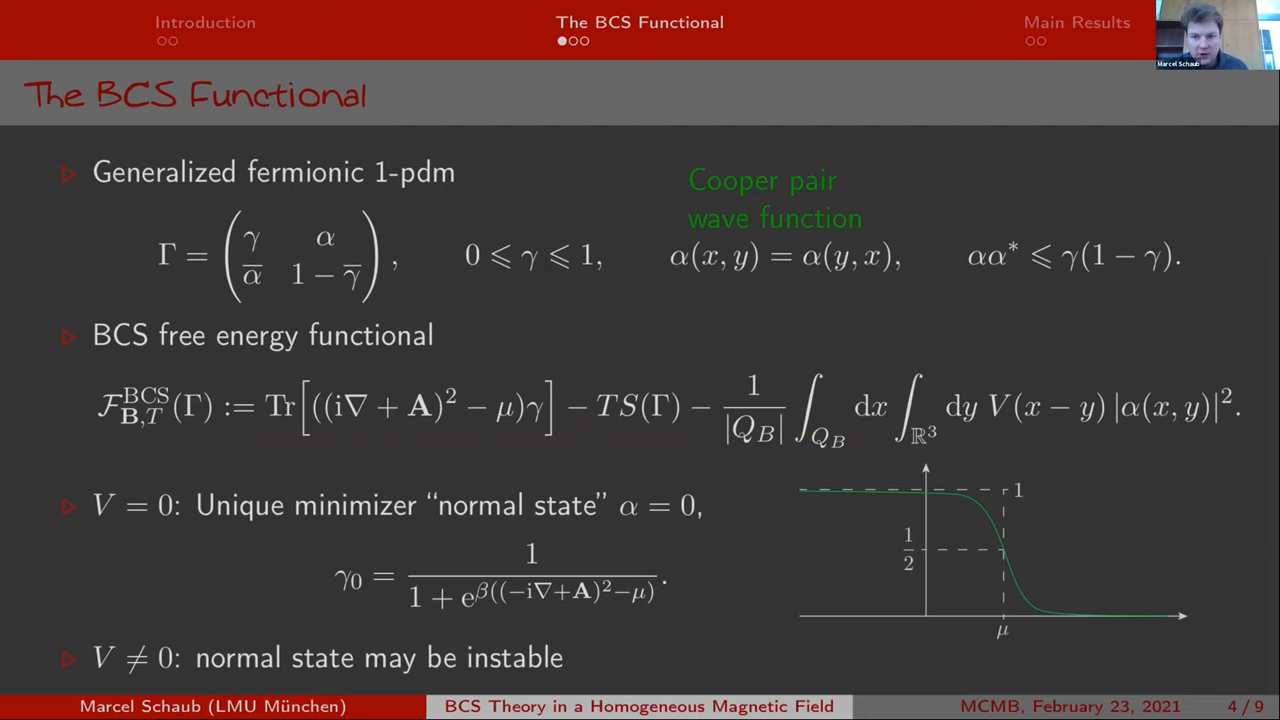 Introduction The BCS Functional Main Results
Marcel Schaub
The BCS Functional
Generalized fermionic 1-pdm
Cooper pair
wave function
Γ = ( γ α ; α̅ 1 − γ̅ ), 0 ⩽ γ ⩽ 1, α(x, y) = α(y, x), αα* ⩽ γ(1 − γ).
BCS free energy functional
ℱ^BCS_{𝐁,T}(Γ) := Tr[((i∇ + 𝐀)² − μ)γ] − TS(Γ) − 1/|Q_B| ∫_{Q_B} dx ∫_{ℝ³} dy V(x − y) |α(x, y)|².
V = 0: Unique minimizer “normal state” α = 0,
γ₀ = 1/(1 + e^{β((−i∇+𝐀)²−μ)}).
1
1/2
μ
V ≠ 0: normal state may be instable
Marcel Schaub (LMU München) BCS Theory in a Homogeneous Magnetic Field MCMB, February 23, 2021 4 / 9